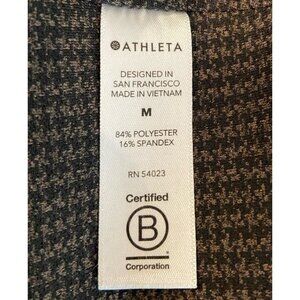 ATHLETA
DESIGNED IN
SAN FRANCISCO
MADE IN VIETNAM
M
84% POLYESTER
16% SPANDEX
RN 54023
Certified
B
Corporation